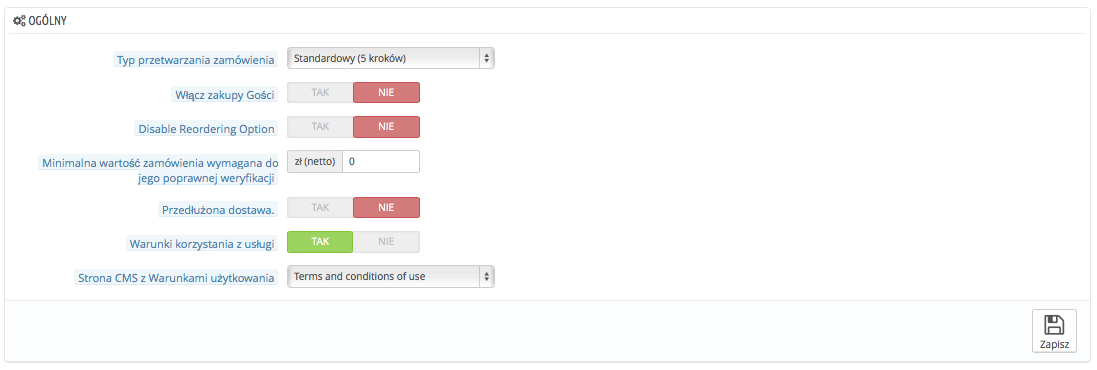 OGÓLNY
Typ przetwarzania zamówienia Standardowy (5 kroków)
Włącz zakupy Gości TAK NIE
Disable Reordering Option TAK NIE
Minimalna wartość zamówienia wymagana do
jego poprawnej weryfikacji zł (netto) 0
Przedłużona dostawa. TAK NIE
Warunki korzystania z usługi TAK NIE
Strona CMS z Warunkami użytkowania Terms and conditions of use
Zapisz